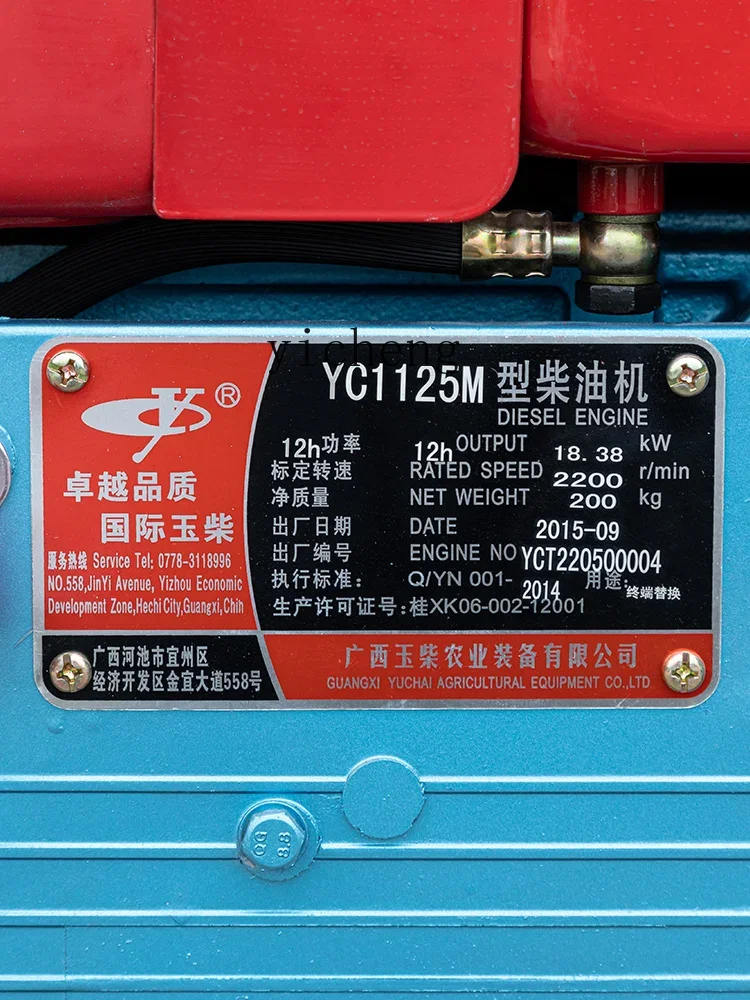 yicheng
YC1125M 型柴油机
DIESEL ENGINE
®
卓越品质
国际玉柴
服务热线 Service Tel: 0778-3118996
NO.558,JinYi Avenue, Yizhou Economic
Development Zone,HechiCity,Guangxi,Chin
12h功率 12h OUTPUT 18.38 kW
标定转速 RATED SPEED 2200 r/min
净质量 NET WEIGHT 200 kg
出厂日期 DATE 2015-09
出厂编号 ENGINE NO YCT220500004
执行标准: Q/YN 001-2014 用途:终端替换
生产许可证号:桂XK06-002-12001
广西河池市宜州区
经济开发区金宜大道558号
广西玉柴农业装备有限公司
GUANGXI YUCHAI AGRICULTURAL EQUIPMENT CO.,LTD
QG
8.8